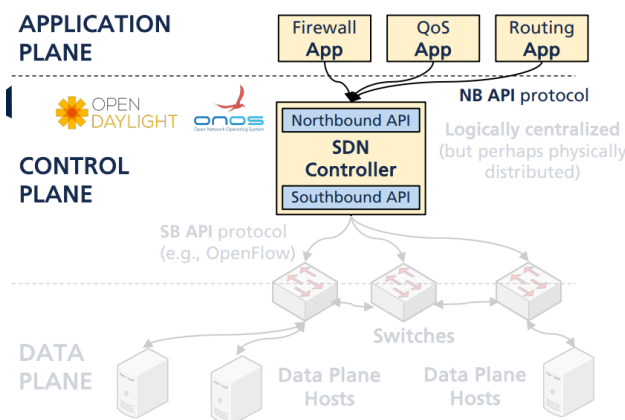 APPLICATION
PLANE
Firewall
App
QoS
App
Routing
App
NB API protocol
OPEN
DAYLIGHT
onos
Open Network Operating System
Northbound API
SDN
Controller
Southbound API
Logically centralized
(but perhaps physically
distributed)
CONTROL
PLANE
SB API protocol
(e.g., OpenFlow)
Switches
DATA
PLANE
Data Plane
Hosts
Data Plane
Hosts